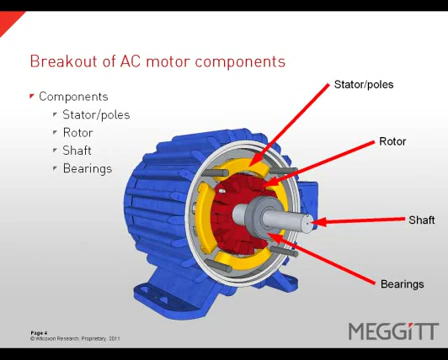 Breakout of AC motor components
Components
Stator/poles
Rotor
Shaft
Bearings
Stator/poles
Rotor
Shaft
Bearings
Page 4
© Allossion Research, Proprietary, 2011
MEGGiTT